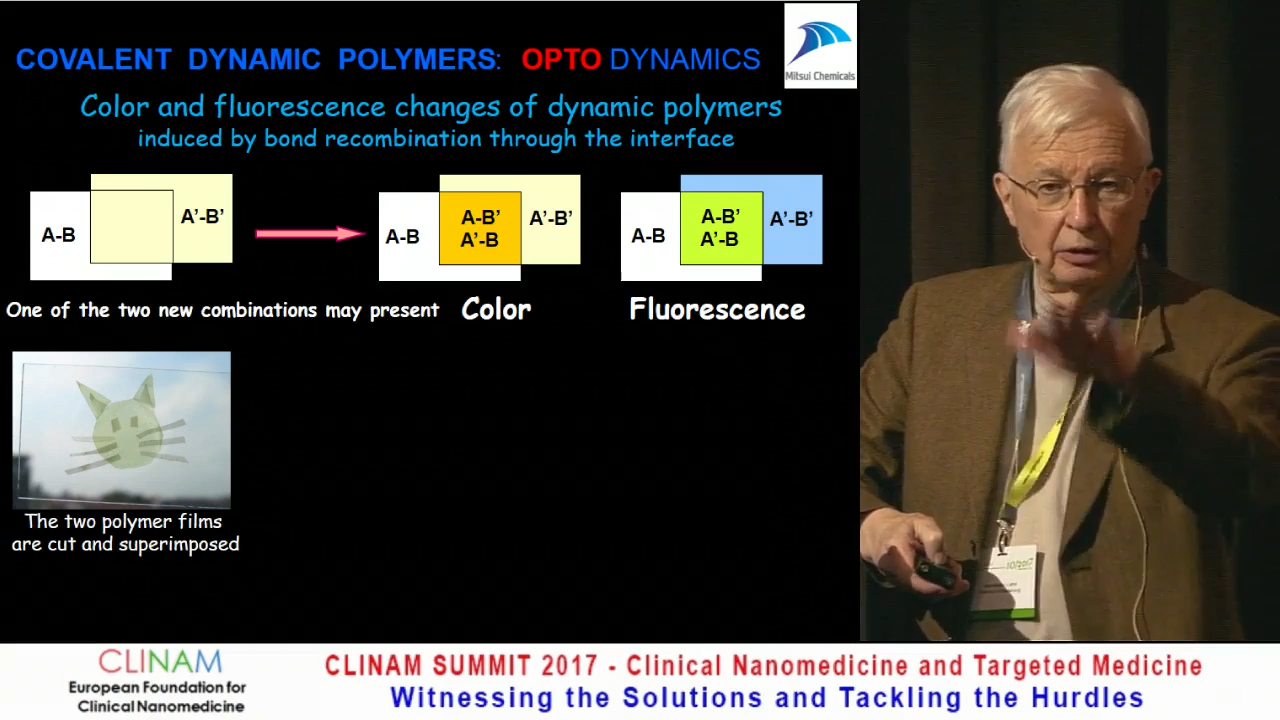 COVALENT DYNAMIC POLYMERS: OPTO DYNAMICS
Mitsui Chemicals
Color and fluorescence changes of dynamic polymers
induced by bond recombination through the interface
A-B
A'-B'
A-B
A-B'
A'-B
A'-B'
A-B
A-B'
A'-B
A'-B'
One of the two new combinations may present
Color
Fluorescence
The two polymer films
are cut and superimposed
CLINAM
European Foundation for
Clinical Nanomedicine
CLINAM SUMMIT 2017 - Clinical Nanomedicine and Targeted Medicine
Witnessing the Solutions and Tackling the Hurdles